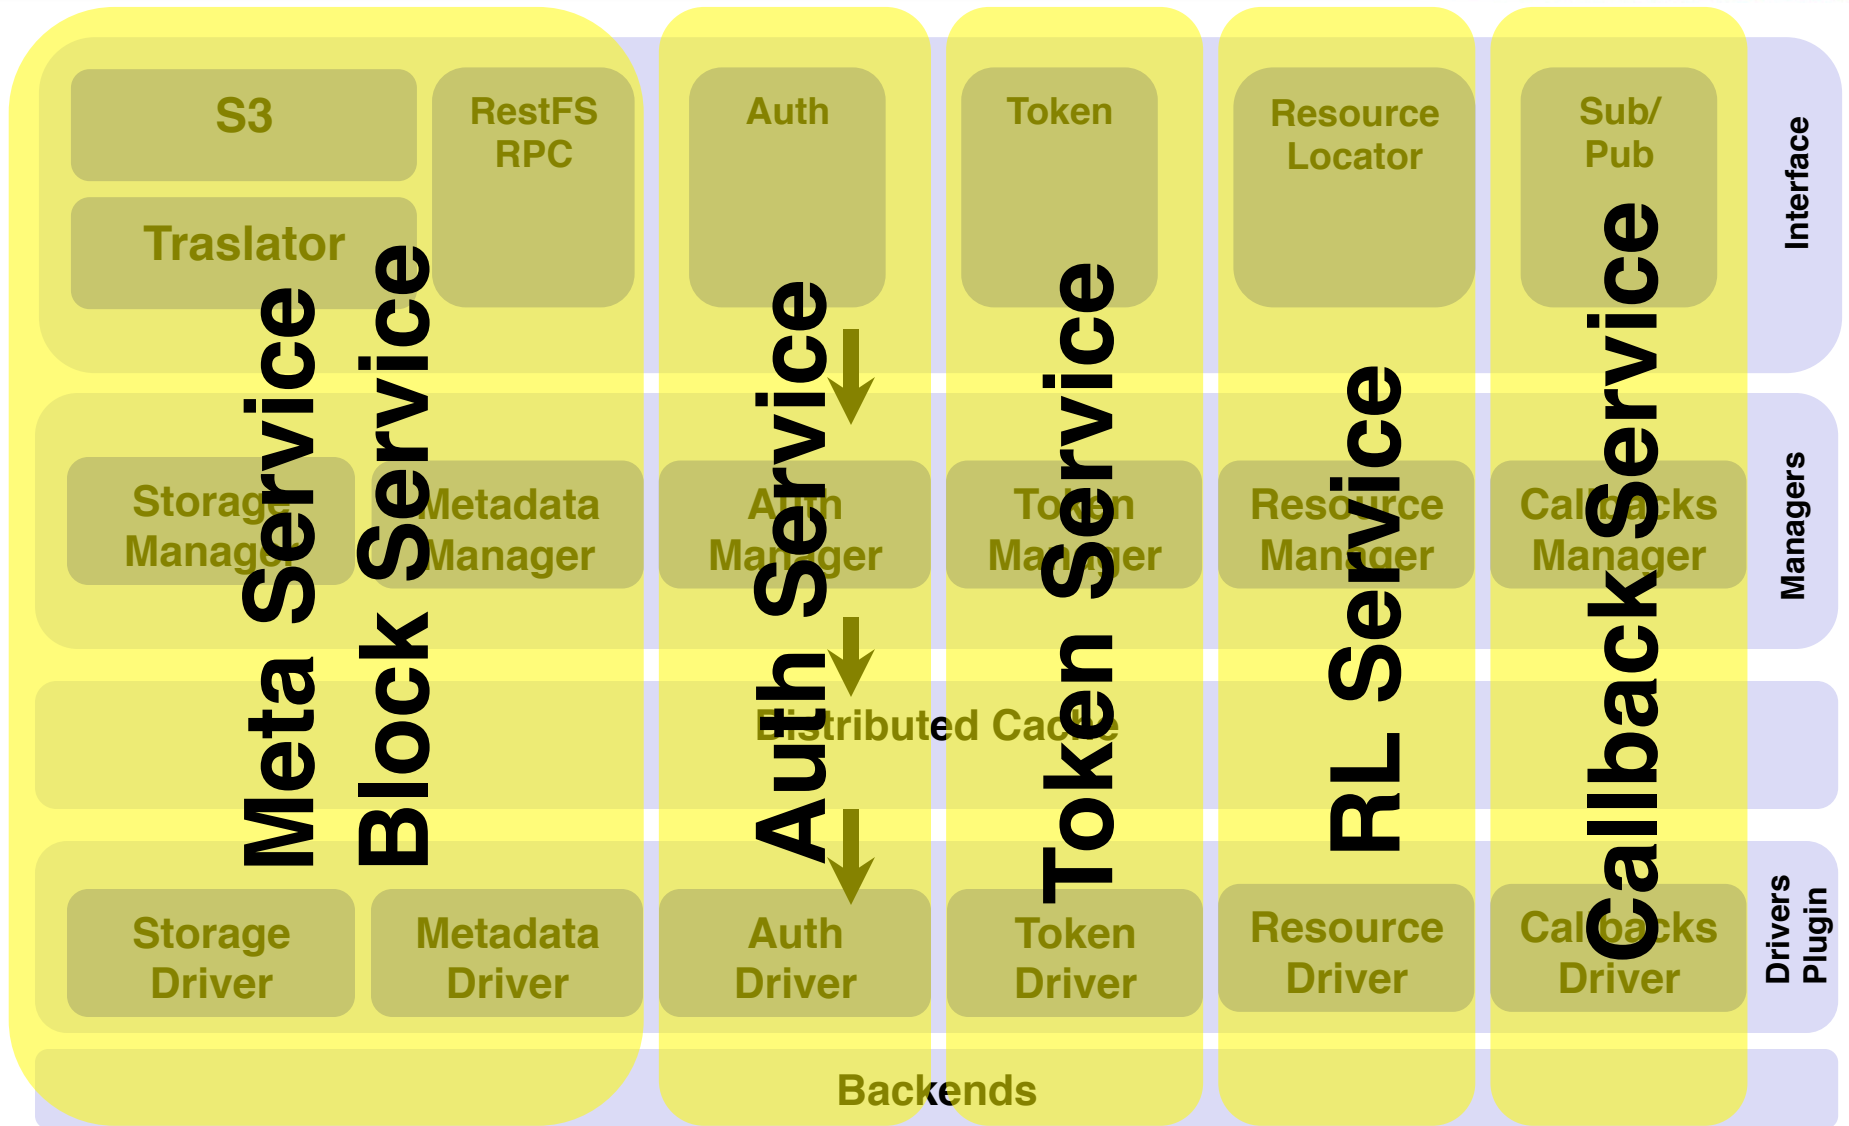 S3
RestFS
RPC
Auth
Token
Resource
Locator
Sub/
Pub
Interface
Traslator
Meta Service
Block Service
Auth Service
Token Service
RL Service
Callback Service
Storage
Manager
Metadata
Manager
Auth
Manager
Token
Manager
Resource
Manager
Callbacks
Manager
Managers
Distributed Cache
Storage
Driver
Metadata
Driver
Auth
Driver
Token
Driver
Resource
Driver
Callbacks
Driver
Drivers
Plugin
Backends